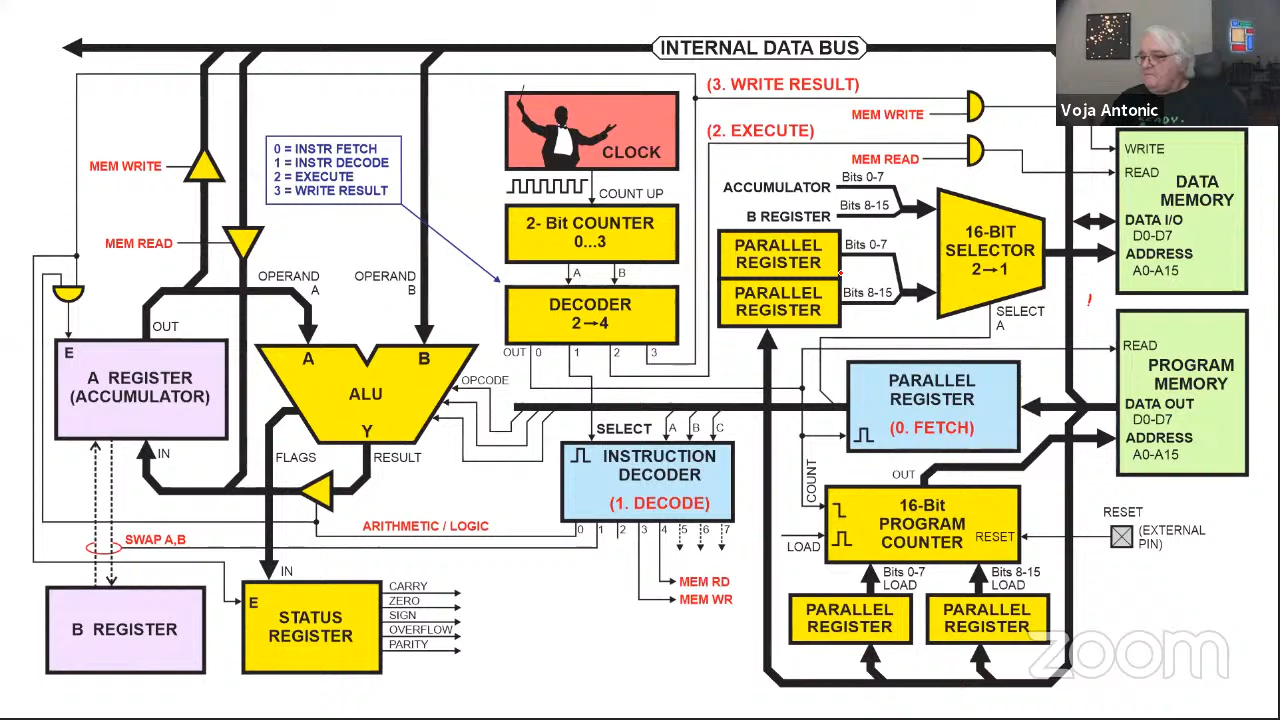 INTERNAL DATA BUS
Voja Antonic
READY.
(3. WRITE RESULT)
MEM WRITE
(2. EXECUTE)
MEM READ
0 = INSTR FETCH
1 = INSTR DECODE
2 = EXECUTE
3 = WRITE RESULT
CLOCK
COUNT UP
2- Bit COUNTER
0...3
A
B
DECODER
2→4
OUT
0
1
2
3
MEM WRITE
MEM READ
OPERAND
A
OPERAND
B
ACCUMULATOR
Bits 0-7
B REGISTER
Bits 8-15
PARALLEL
REGISTER
Bits 0-7
PARALLEL
REGISTER
Bits 8-15
16-BIT
SELECTOR
2→1
SELECT
A
WRITE
READ
DATA
MEMORY
DATA I/O
D0-D7
ADDRESS
A0-A15
!
READ
PROGRAM
MEMORY
DATA OUT
D0-D7
ADDRESS
A0-A15
OUT
E
A REGISTER
(ACCUMULATOR)
IN
A
B
ALU
Y
OPCODE
FLAGS
RESULT
PARALLEL
REGISTER
(0. FETCH)
SELECT
A
B
C
INSTRUCTION
DECODER
(1. DECODE)
0
1
2
3
4
5
6
7
ARITHMETIC / LOGIC
SWAP A,B
MEM RD
MEM WR
COUNT
LOAD
OUT
16-Bit
PROGRAM
COUNTER
RESET
RESET
(EXTERNAL
PIN)
Bits 0-7
LOAD
Bits 8-15
LOAD
PARALLEL
REGISTER
PARALLEL
REGISTER
B REGISTER
IN
E
STATUS
REGISTER
CARRY
ZERO
SIGN
OVERFLOW
PARITY
zoom